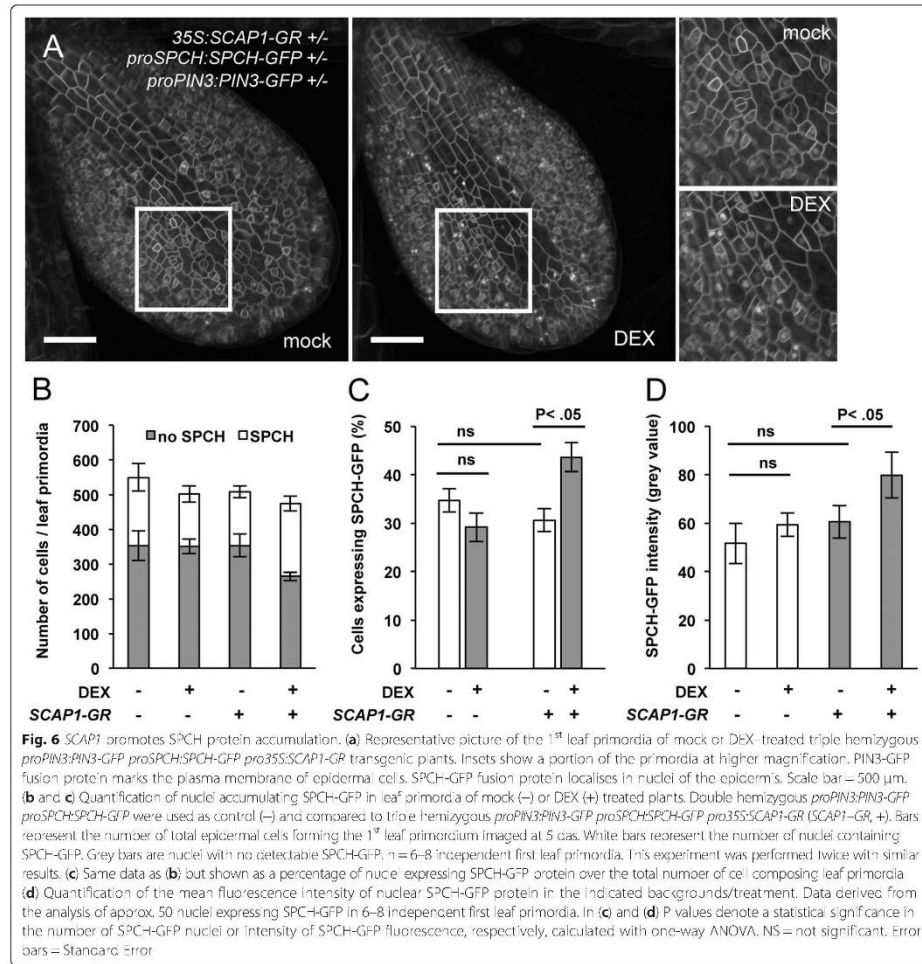 A
35S:SCAP1-GR +/-
proSPCH:SPCH-GFP +/-
proPIN3:PIN3-GFP +/-
mock
DEX
mock
DEX
B
no SPCH SPCH
Number of cells / leaf primordia
700
600
500
400
300
200
100
0
DEX - + - +
SCAP1-GR - - + +
C
Cells expressing SPCH-GFP (%)
50
40
30
20
10
0
ns
ns
P< .05
- + - +
- - + +
D
SPCH-GFP intensity (grey value)
100
80
60
40
20
0
ns
ns
P< .05
DEX - + - +
SCAP1-GR - - + +
Fig. 6 SCAP1 promotes SPCH protein accumulation. (a) Representative picture of the 1st leaf primordia of mock or DEX–treated triple hemizygous
proPIN3:PIN3-GFP proSPCH:SPCH-GFP pro35S:SCAP1-GR transgenic plants. Insets show a portion of the primordia at higher magnification. PIN3-GFP
fusion protein marks the plasma membrane of epidermal cells. SPCH-GFP fusion protein localises in nuclei of the epidermis. Scale bar = 500 μm.
(b and c) Quantification of nuclei accumulating SPCH-GFP in leaf primordia of mock (–) or DEX (+) treated plants. Double hemizygous proPIN3:PIN3-GFP
proSPCH:SPCH-GFP were used as control (–) and compared to triple hemizygous proPIN3:PIN3-GFP proSPCH:SPCH-GFP pro35S:SCAP1-GR (SCAP1–GR, +). Bars
represent the number of total epidermal cells forming the 1st leaf primordium imaged at 5 das. White bars represent the number of nuclei containing
SPCH-GFP. Grey bars are nuclei with no detectable SPCH-GFP. n = 6–8 independent first leaf primordia. This experiment was performed twice with similar
results. (c) Same data as (b) but shown as a percentage of nuclei expressing SPCH-GFP protein over the total number of cell composing leaf primordia
(d) Quantification of the mean fluorescence intensity of nuclear SPCH-GFP protein in the indicated backgrounds/treatment. Data derived from
the analysis of approx. 50 nuclei expressing SPCH-GFP in 6–8 independent first leaf primordia. In (c) and (d) P values denote a statistical significance in
the number of SPCH-GFP nuclei or intensity of SPCH-GFP fluorescence, respectively, calculated with one-way ANOVA. NS = not significant. Error
bars = Standard Error